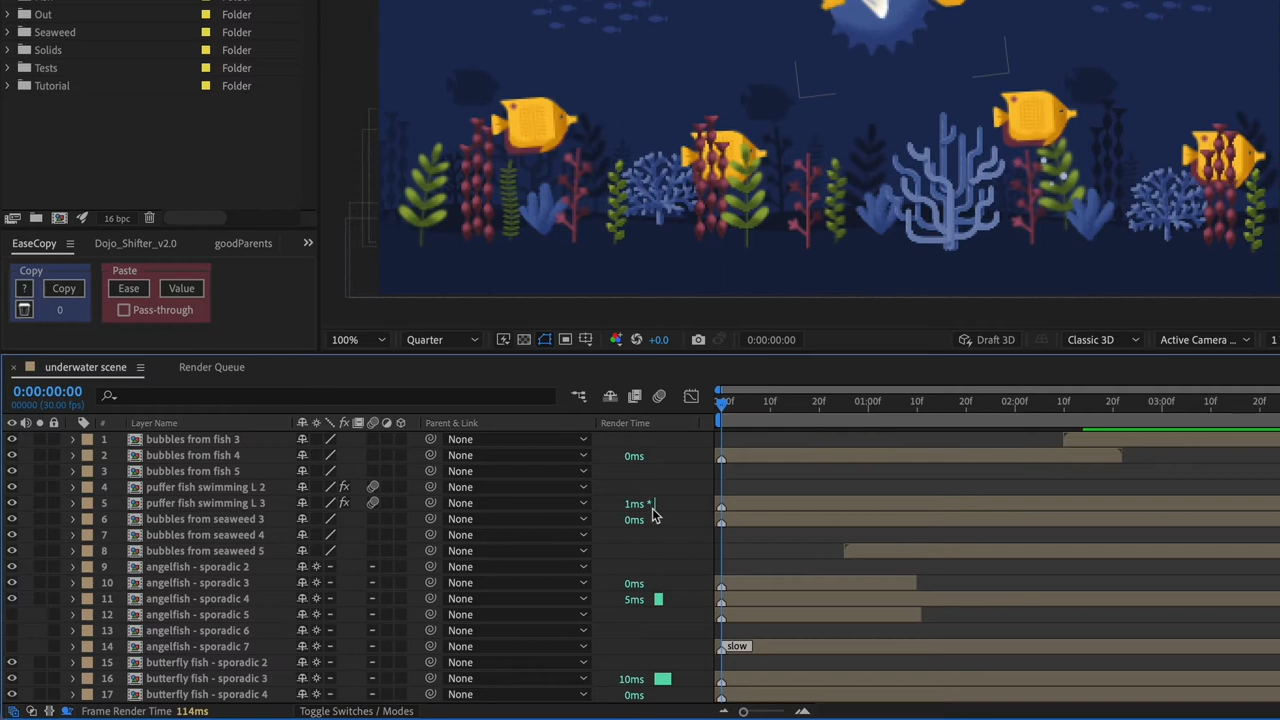 Out Folder
Seaweed Folder
Solids Folder
Tests Folder
Tutorial Folder
16 bpc
EaseCopy Dojo_Shifter_v2.0 goodParents
Copy Paste
? Copy Ease Value
0 Pass-through
100% Quarter +0.0 0:00:00:00 Draft 3D Classic 3D Active Camera ... 1
underwater scene Render Queue
0:00:00:00
00000 (30.00 fps)
0:00f 10f 20f 01:00f 10f 20f 02:00f 10f 20f 03:00f 10f 20f
# Layer Name Parent & Link Render Time
1 bubbles from fish 3 None
2 bubbles from fish 4 None 0ms
3 bubbles from fish 5 None
4 puffer fish swimming L 2 None
5 puffer fish swimming L 3 None 1ms *
6 bubbles from seaweed 3 None 0ms
7 bubbles from seaweed 4 None
8 bubbles from seaweed 5 None
9 angelfish - sporadic 2 None
10 angelfish - sporadic 3 None 0ms
11 angelfish - sporadic 4 None 5ms
12 angelfish - sporadic 5 None
13 angelfish - sporadic 6 None
14 angelfish - sporadic 7 None slow
15 butterfly fish - sporadic 2 None
16 butterfly fish - sporadic 3 None 10ms
17 butterfly fish - sporadic 4 None 0ms
Frame Render Time 114ms Toggle Switches / Modes